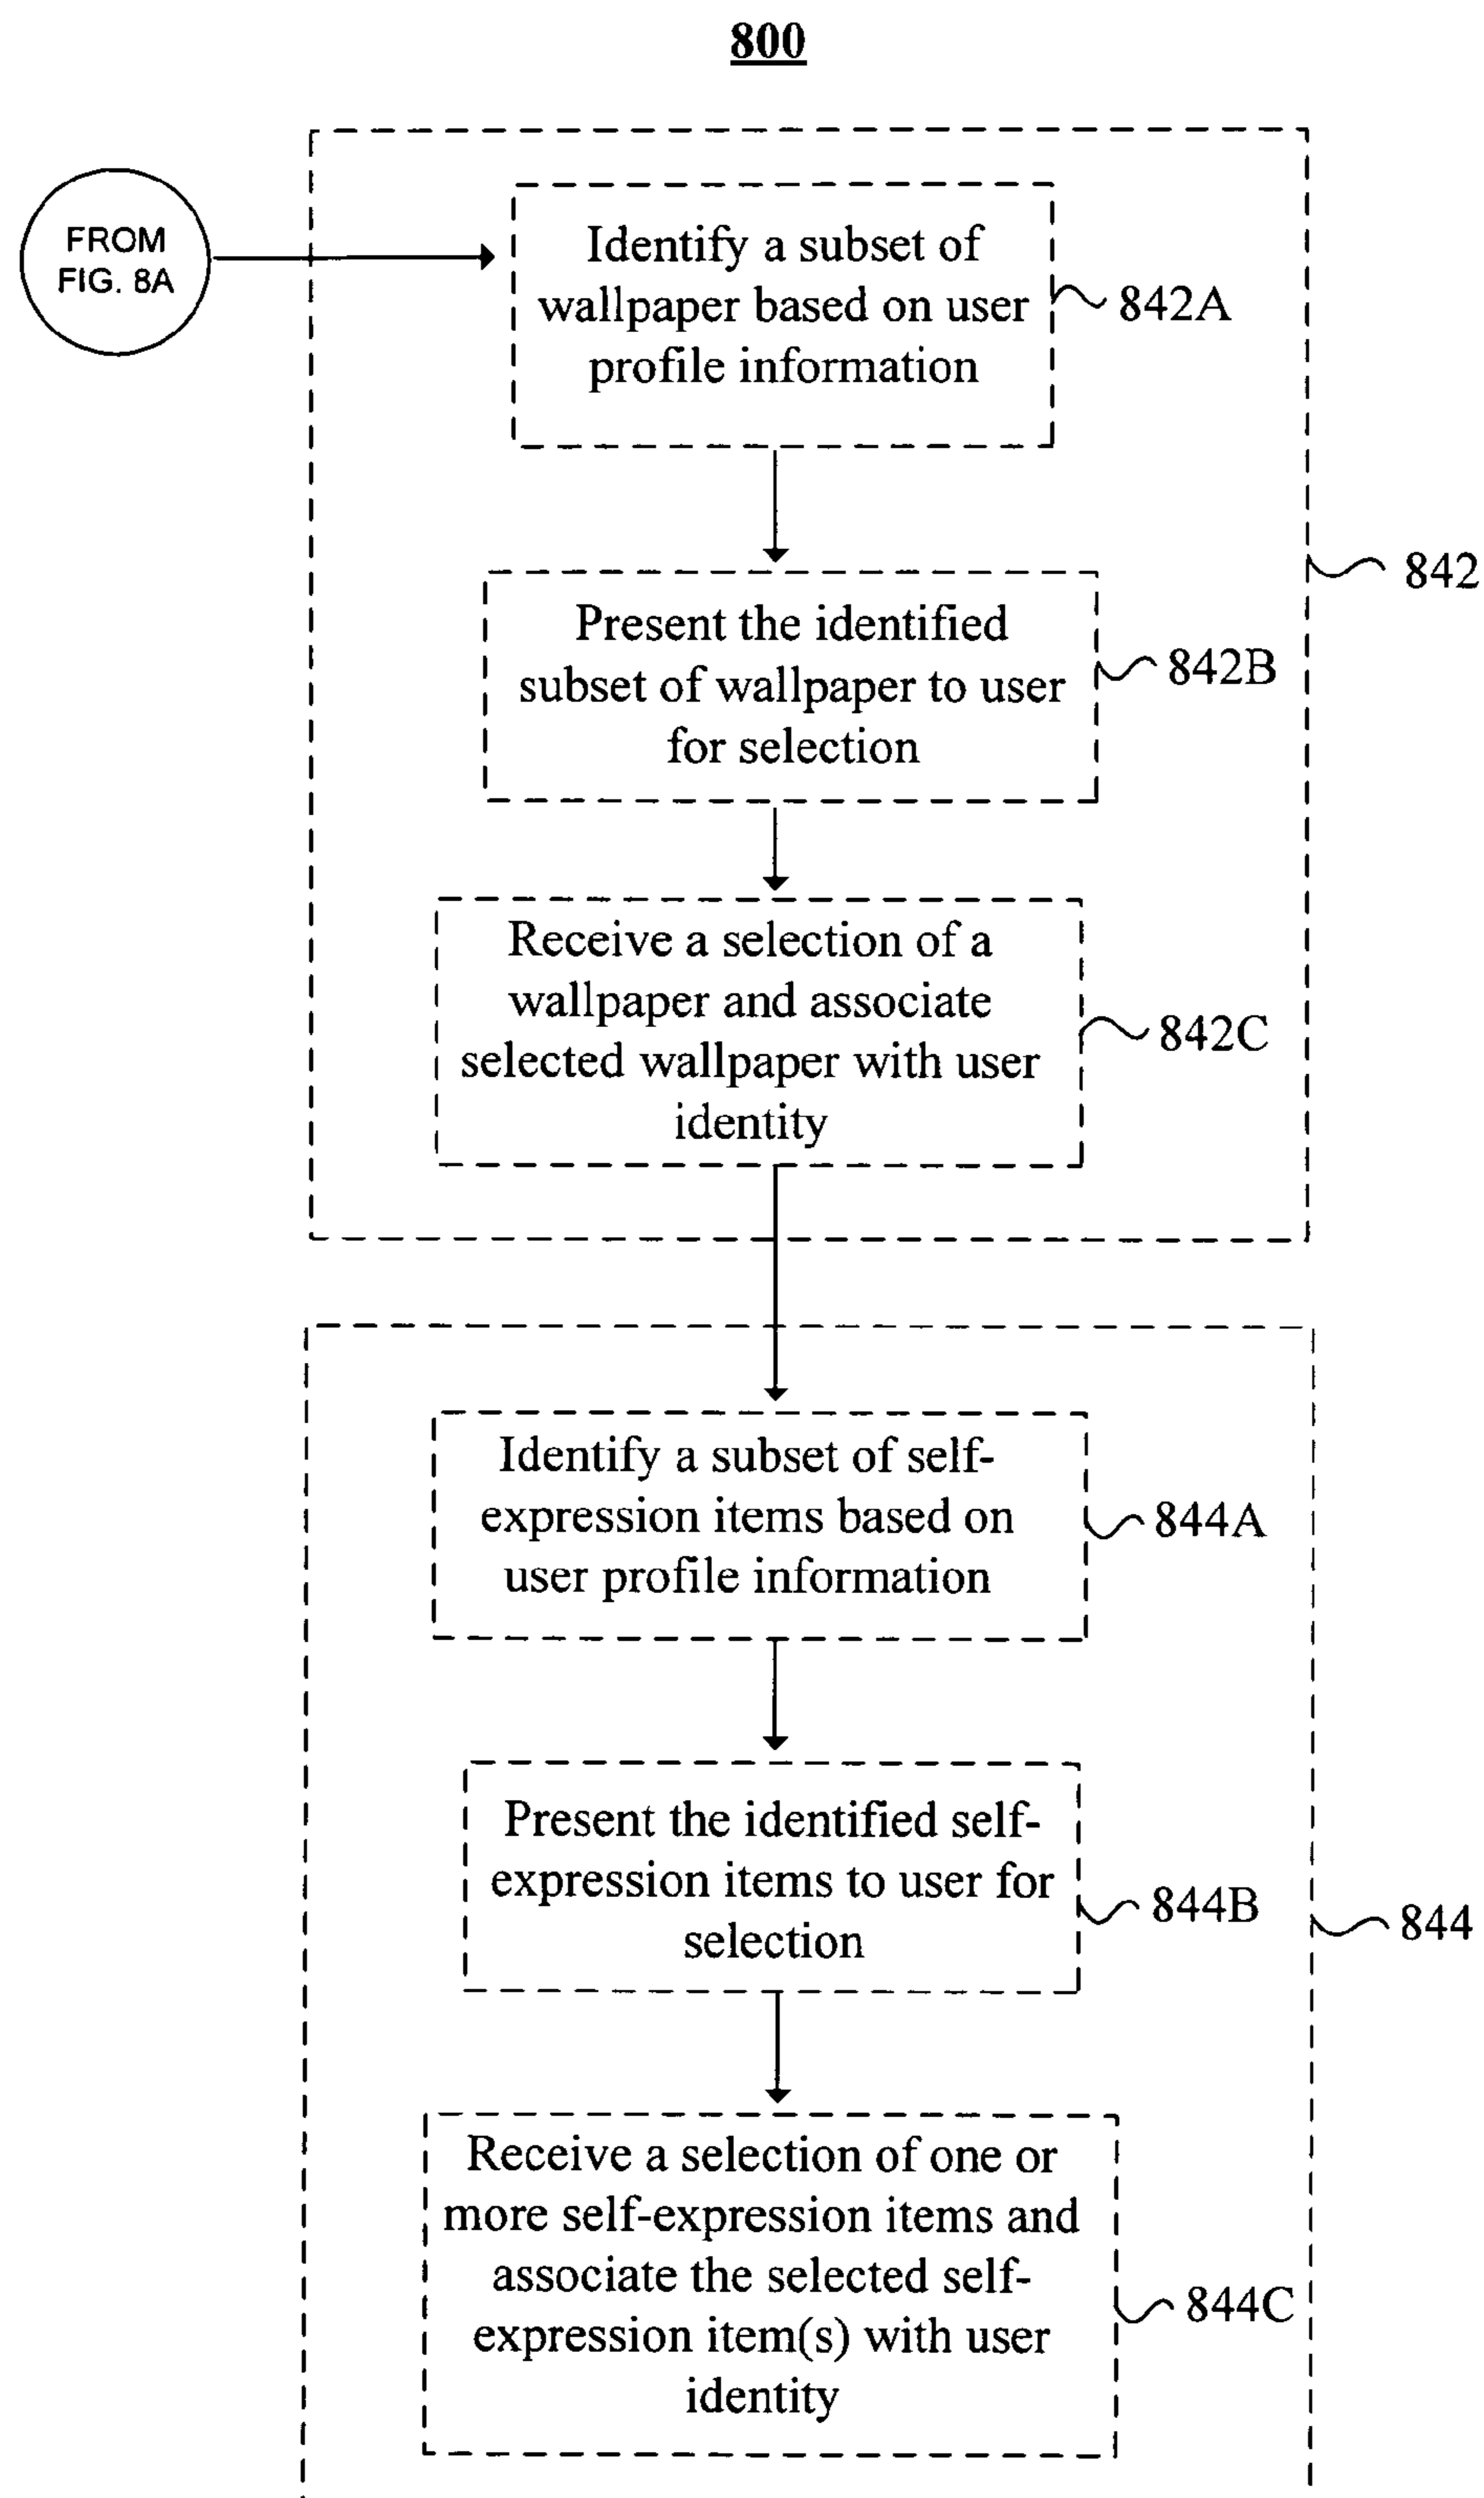 800
FROM
FIG. 8A
Identify a subset of
wallpaper based on user
profile information
842A
842
Present the identified
subset of wallpaper to user
for selection
842B
Receive a selection of a
wallpaper and associate
selected wallpaper with user
identity
842C
Identify a subset of self-
expression items based on
user profile information
844A
Present the identified self-
expression items to user for
selection
844B
844
Receive a selection of one or
more self-expression items and
associate the selected self-
expression item(s) with user
identity
844C